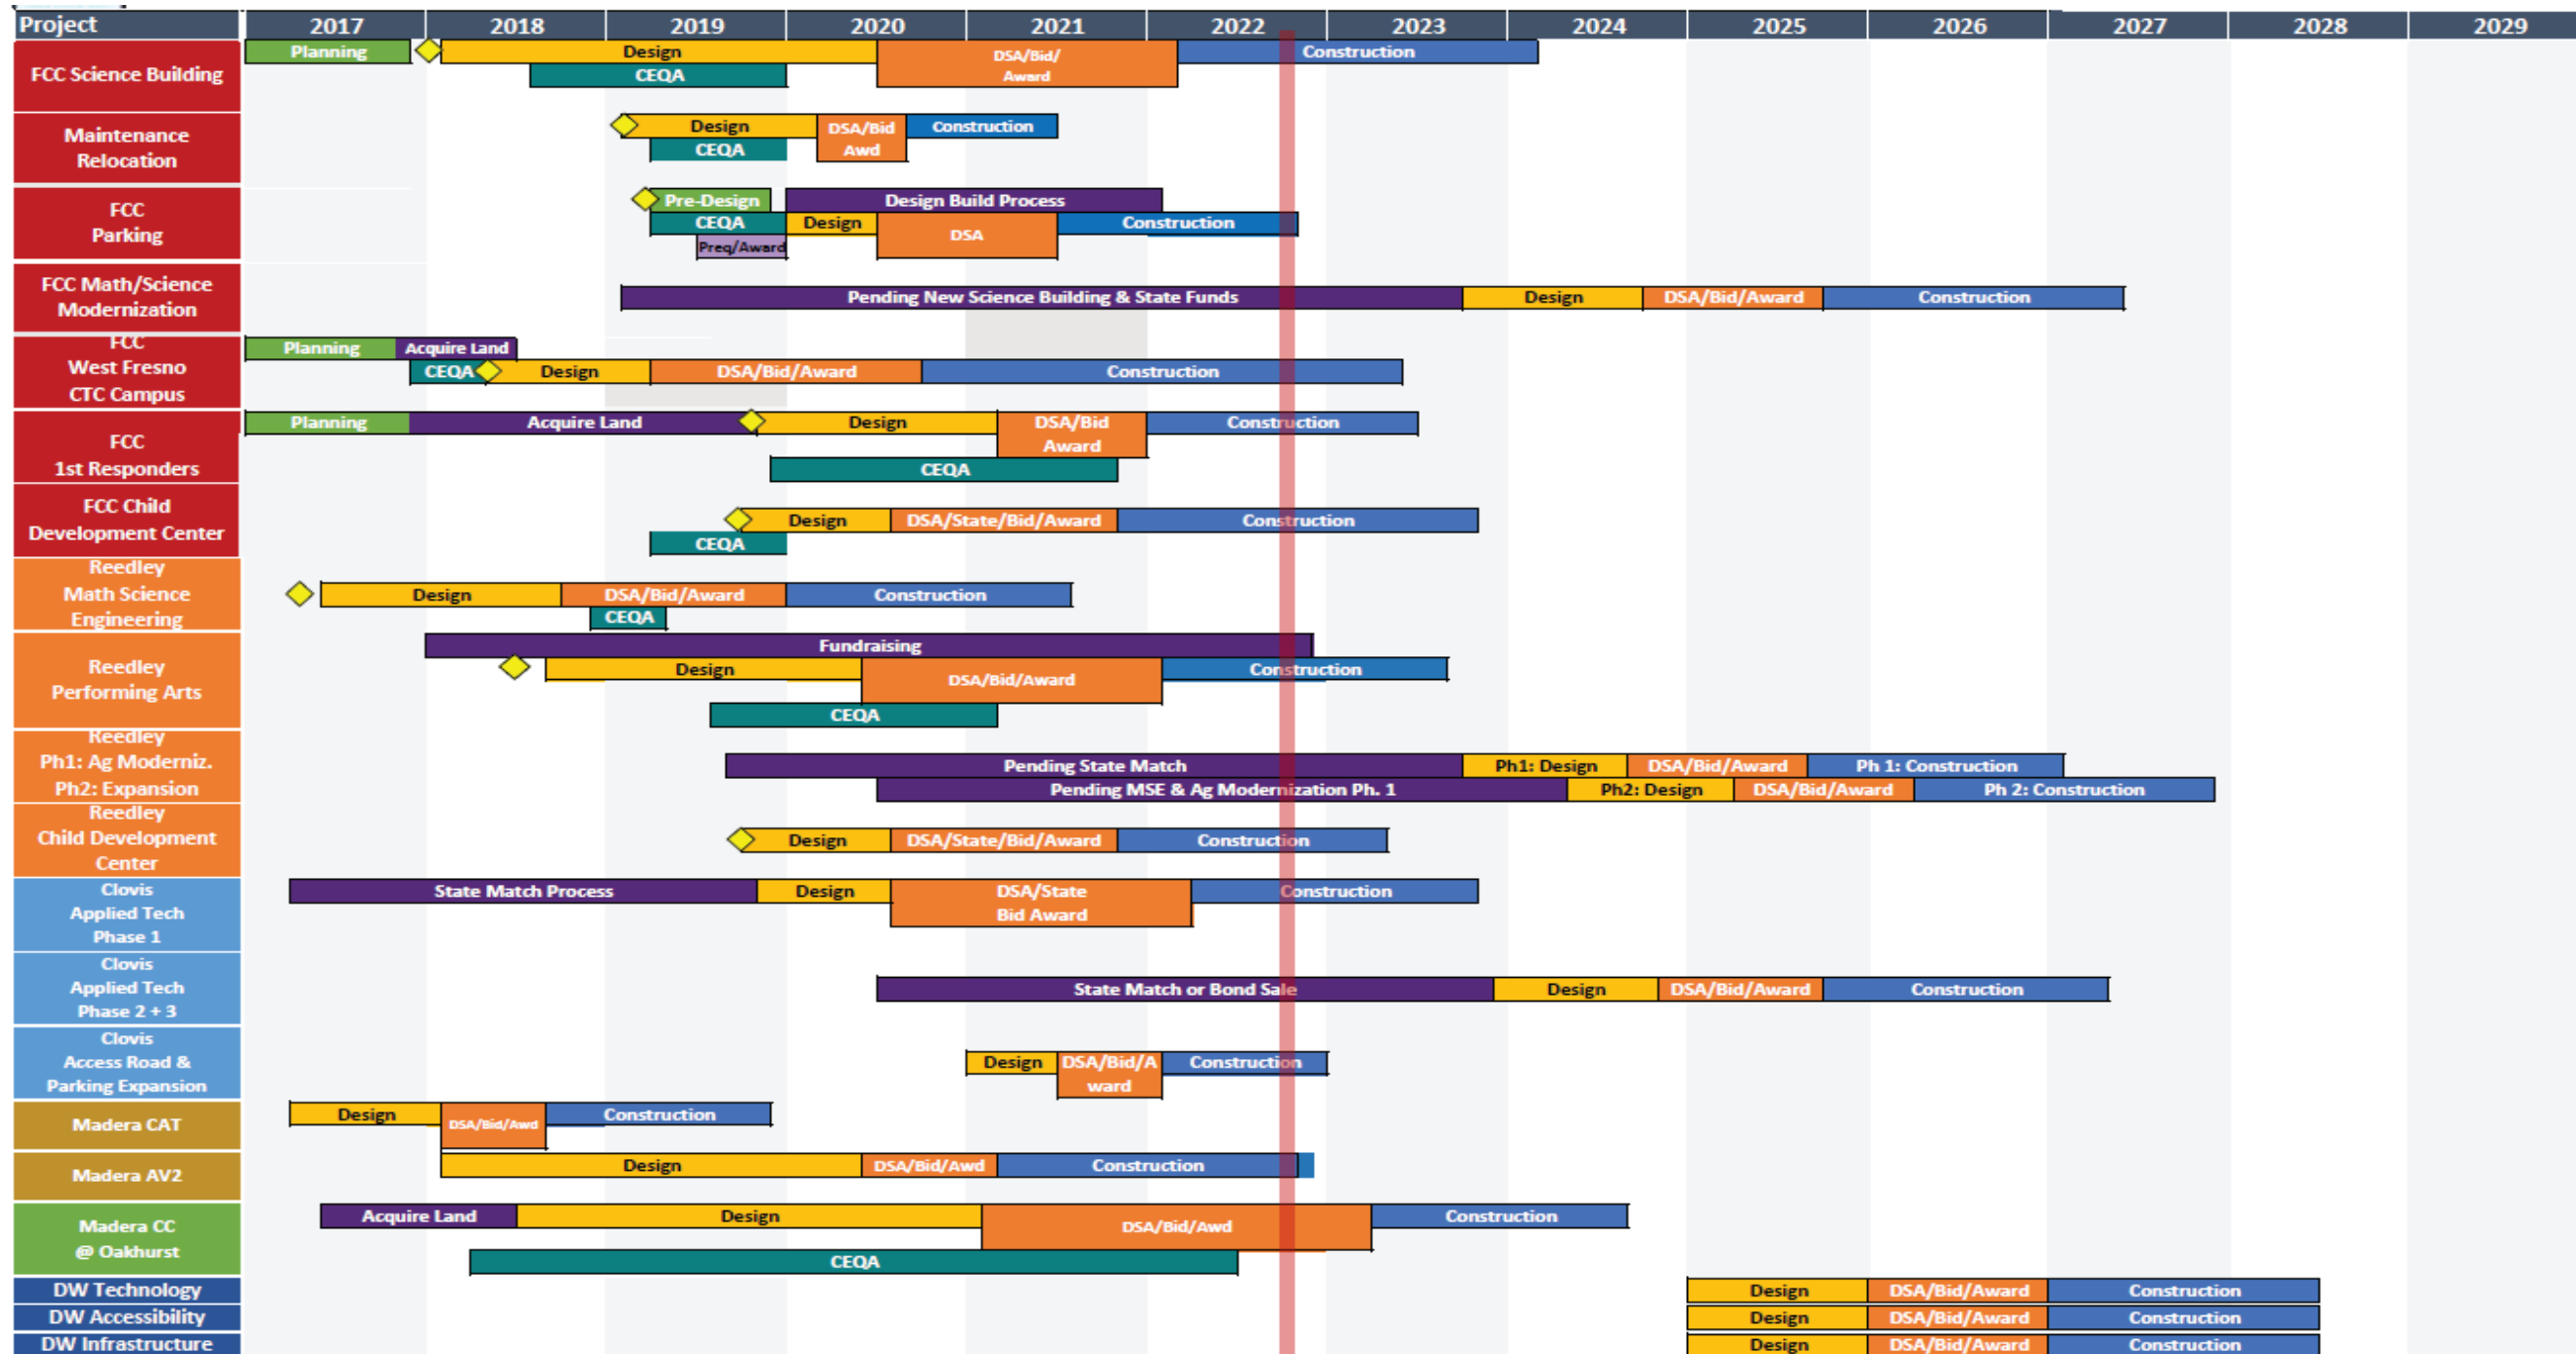 Project 2017 2018 2019 2020 2021 2022 2023 2024 2025 2026 2027 2028 2029
FCC Science Building
Planning
Design
DSA/Bid/
Award
Construction
CEQA
Maintenance
Relocation
Design
DSA/Bid
Awd
Construction
CEQA
FCC
Parking
Pre-Design
Design Build Process
CEQA
Design
DSA
Construction
Preq/Award
FCC Math/Science
Modernization
Pending New Science Building & State Funds
Design
DSA/Bid/Award
Construction
FCC
West Fresno
CTC Campus
Planning
Acquire Land
CEQA
Design
DSA/Bid/Award
Construction
FCC
1st Responders
Planning
Acquire Land
Design
DSA/Bid
Award
Construction
CEQA
FCC Child
Development Center
Design
DSA/State/Bid/Award
Construction
CEQA
Reedley
Math Science
Engineering
Design
DSA/Bid/Award
Construction
CEQA
Reedley
Performing Arts
Fundraising
Design
DSA/Bid/Award
Construction
CEQA
Reedley
Ph1: Ag Moderniz.
Ph2: Expansion
Pending State Match
Ph1: Design
DSA/Bid/Award
Ph 1: Construction
Pending MSE & Ag Modernization Ph. 1
Ph2: Design
DSA/Bid/Award
Ph 2: Construction
Reedley
Child Development
Center
Design
DSA/State/Bid/Award
Construction
Clovis
Applied Tech
Phase 1
State Match Process
Design
DSA/State
Bid Award
Construction
Clovis
Applied Tech
Phase 2 + 3
State Match or Bond Sale
Design
DSA/Bid/Award
Construction
Clovis
Access Road &
Parking Expansion
Design
DSA/Bid/A
ward
Construction
Madera CAT
Design
DSA/Bid/Awd
Construction
Madera AV2
Design
DSA/Bid/Awd
Construction
Madera CC
@ Oakhurst
Acquire Land
Design
DSA/Bid/Awd
Construction
CEQA
DW Technology
Design
DSA/Bid/Award
Construction
DW Accessibility
Design
DSA/Bid/Award
Construction
DW Infrastructure
Design
DSA/Bid/Award
Construction